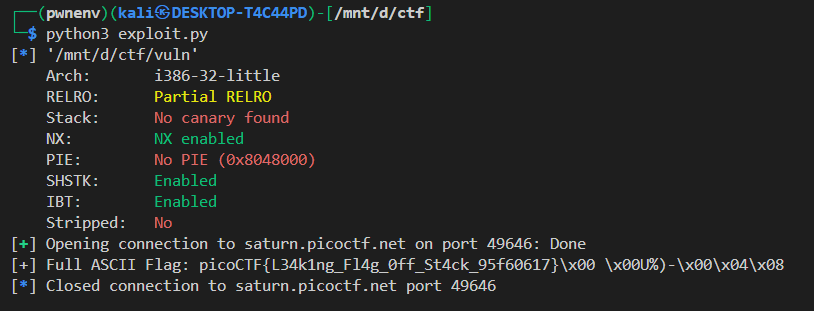 ┌──(pwnenv)(kali㉿DESKTOP-T4C44PD)-[/mnt/d/ctf]
└─$ python3 exploit.py
[*] '/mnt/d/ctf/vuln'
    Arch:       i386-32-little
    RELRO:      Partial RELRO
    Stack:      No canary found
    NX:         NX enabled
    PIE:        No PIE (0x8048000)
    SHSTK:      Enabled
    IBT:        Enabled
    Stripped:   No
[+] Opening connection to saturn.picoctf.net on port 49646: Done
[+] Full ASCII Flag: picoCTF{L34k1ng_Fl4g_0ff_St4ck_95f60617}\x00 \x00U%)-\x00\x04\x08
[*] Closed connection to saturn.picoctf.net port 49646